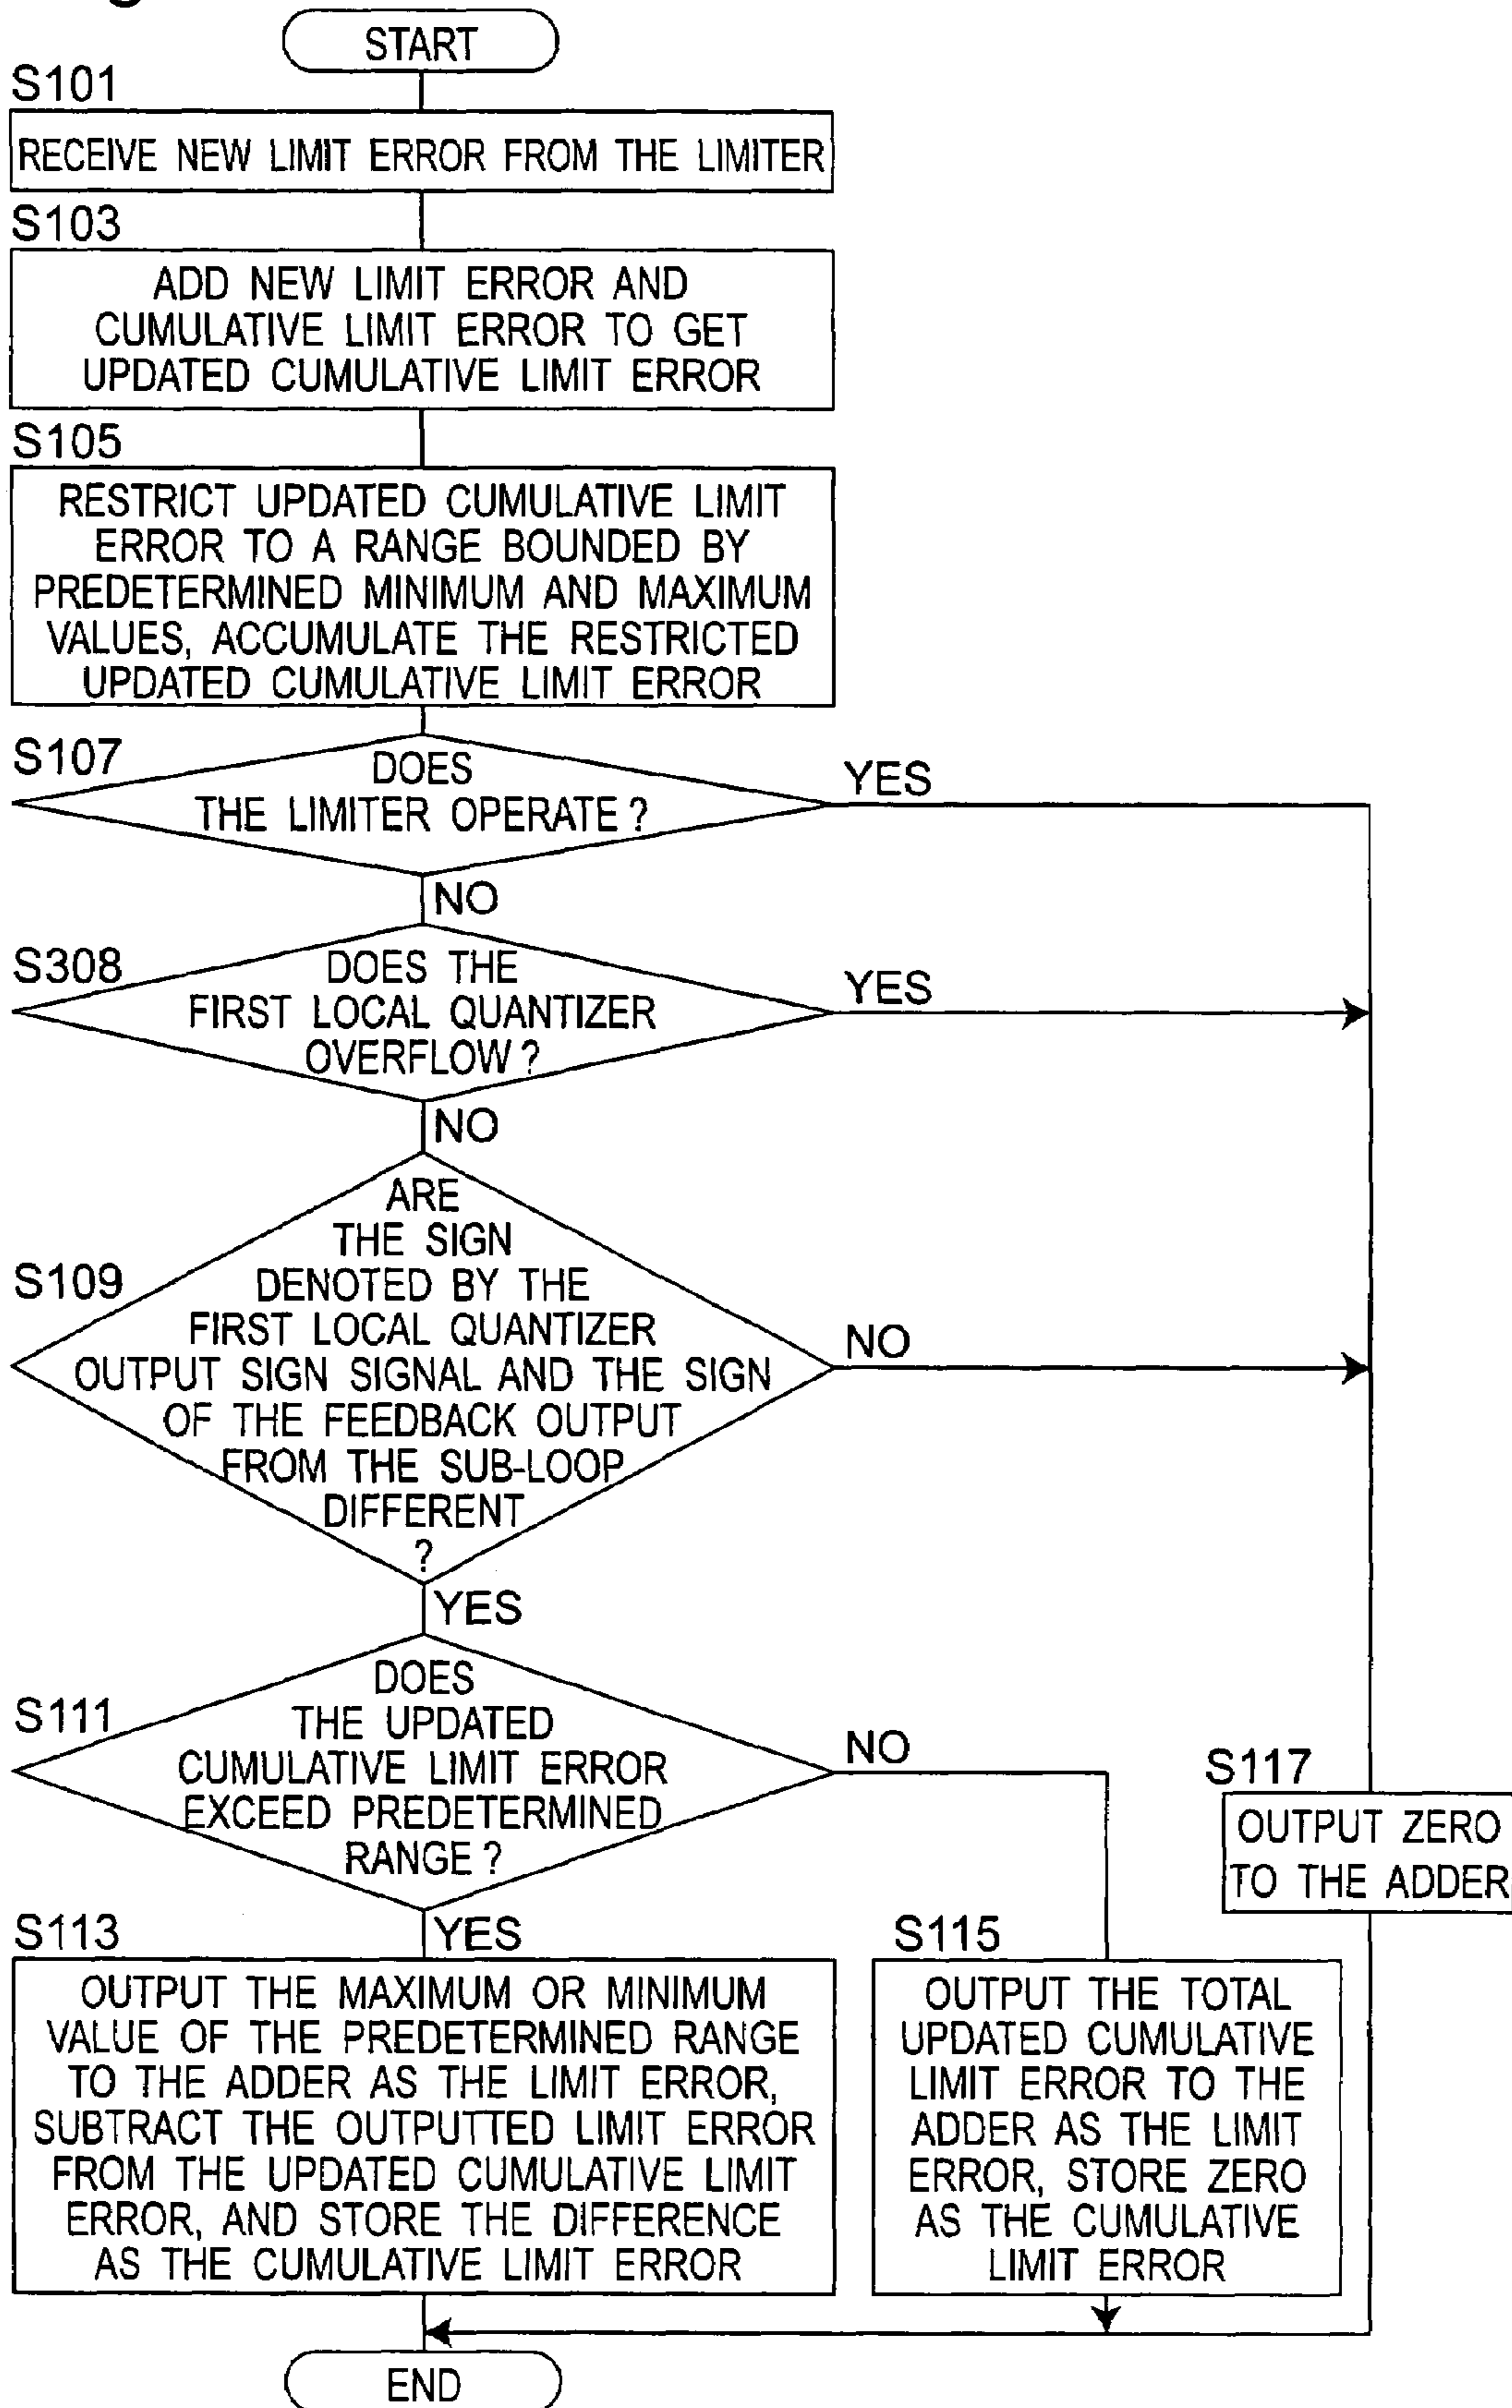 START
S101
RECEIVE NEW LIMIT ERROR FROM THE LIMITER
S103
ADD NEW LIMIT ERROR AND
CUMULATIVE LIMIT ERROR TO GET
UPDATED CUMULATIVE LIMIT ERROR
S105
RESTRICT UPDATED CUMULATIVE LIMIT
ERROR TO A RANGE BOUNDED BY
PREDETERMINED MINIMUM AND MAXIMUM
VALUES, ACCUMULATE THE RESTRICTED
UPDATED CUMULATIVE LIMIT ERROR
S107
DOES
THE LIMITER OPERATE ?
YES
NO
S308
DOES THE
FIRST LOCAL QUANTIZER
OVERFLOW ?
YES
NO
S109
ARE
THE SIGN
DENOTED BY THE
FIRST LOCAL QUANTIZER
OUTPUT SIGN SIGNAL AND THE SIGN
OF THE FEEDBACK OUTPUT
FROM THE SUB-LOOP
DIFFERENT
?
NO
YES
S111
DOES
THE UPDATED
CUMULATIVE LIMIT ERROR
EXCEED PREDETERMINED
RANGE ?
NO
YES
S117
OUTPUT ZERO
TO THE ADDER
S113
OUTPUT THE MAXIMUM OR MINIMUM
VALUE OF THE PREDETERMINED RANGE
TO THE ADDER AS THE LIMIT ERROR,
SUBTRACT THE OUTPUTTED LIMIT ERROR
FROM THE UPDATED CUMULATIVE LIMIT
ERROR, AND STORE THE DIFFERENCE
AS THE CUMULATIVE LIMIT ERROR
S115
OUTPUT THE TOTAL
UPDATED CUMULATIVE
LIMIT ERROR TO THE
ADDER AS THE LIMIT
ERROR, STORE ZERO
AS THE CUMULATIVE
LIMIT ERROR
END